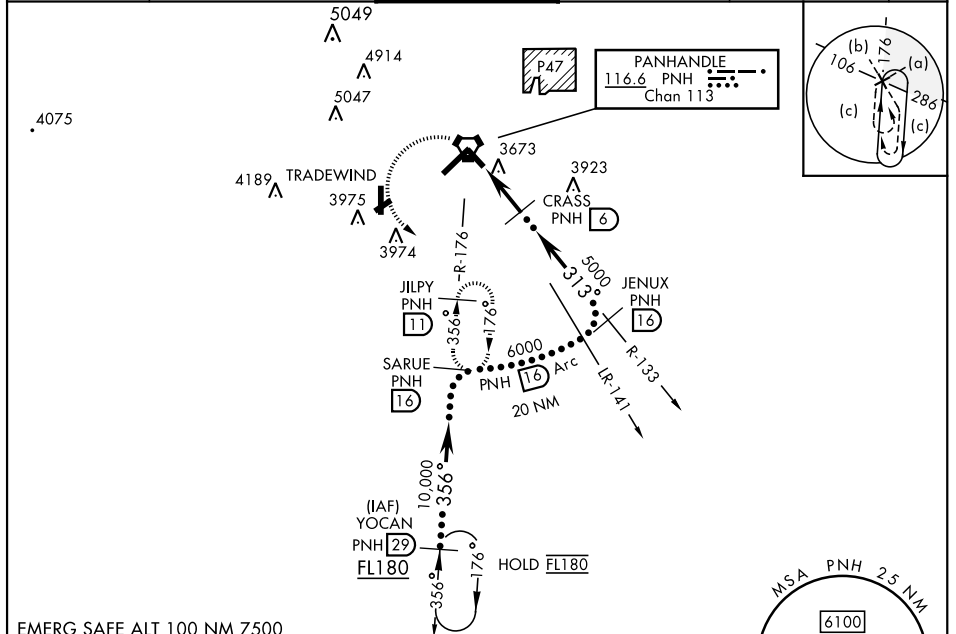 5049
4914
5047
4075
P47
PANHANDLE
116.6 PNH
Chan 113
(b)
176
(a)
106
286
(c)
(c)
3673
4189
TRADEWIND
3975
3974
3923
CRASS
PNH 6
R-176
5000
313°
JENUX
PNH
16
JILPY
PNH
11
356°
176°
SARUE
PNH
16
6000
PNH 16 Arc
20 NM
LR-141
R-133
10,000
356°
(IAF)
YOCAN
PNH 29
FL180
356°
176°
HOLD FL180
EMERG SAFE ALT 100 NM 7500
MSA PNH 25 NM
6100